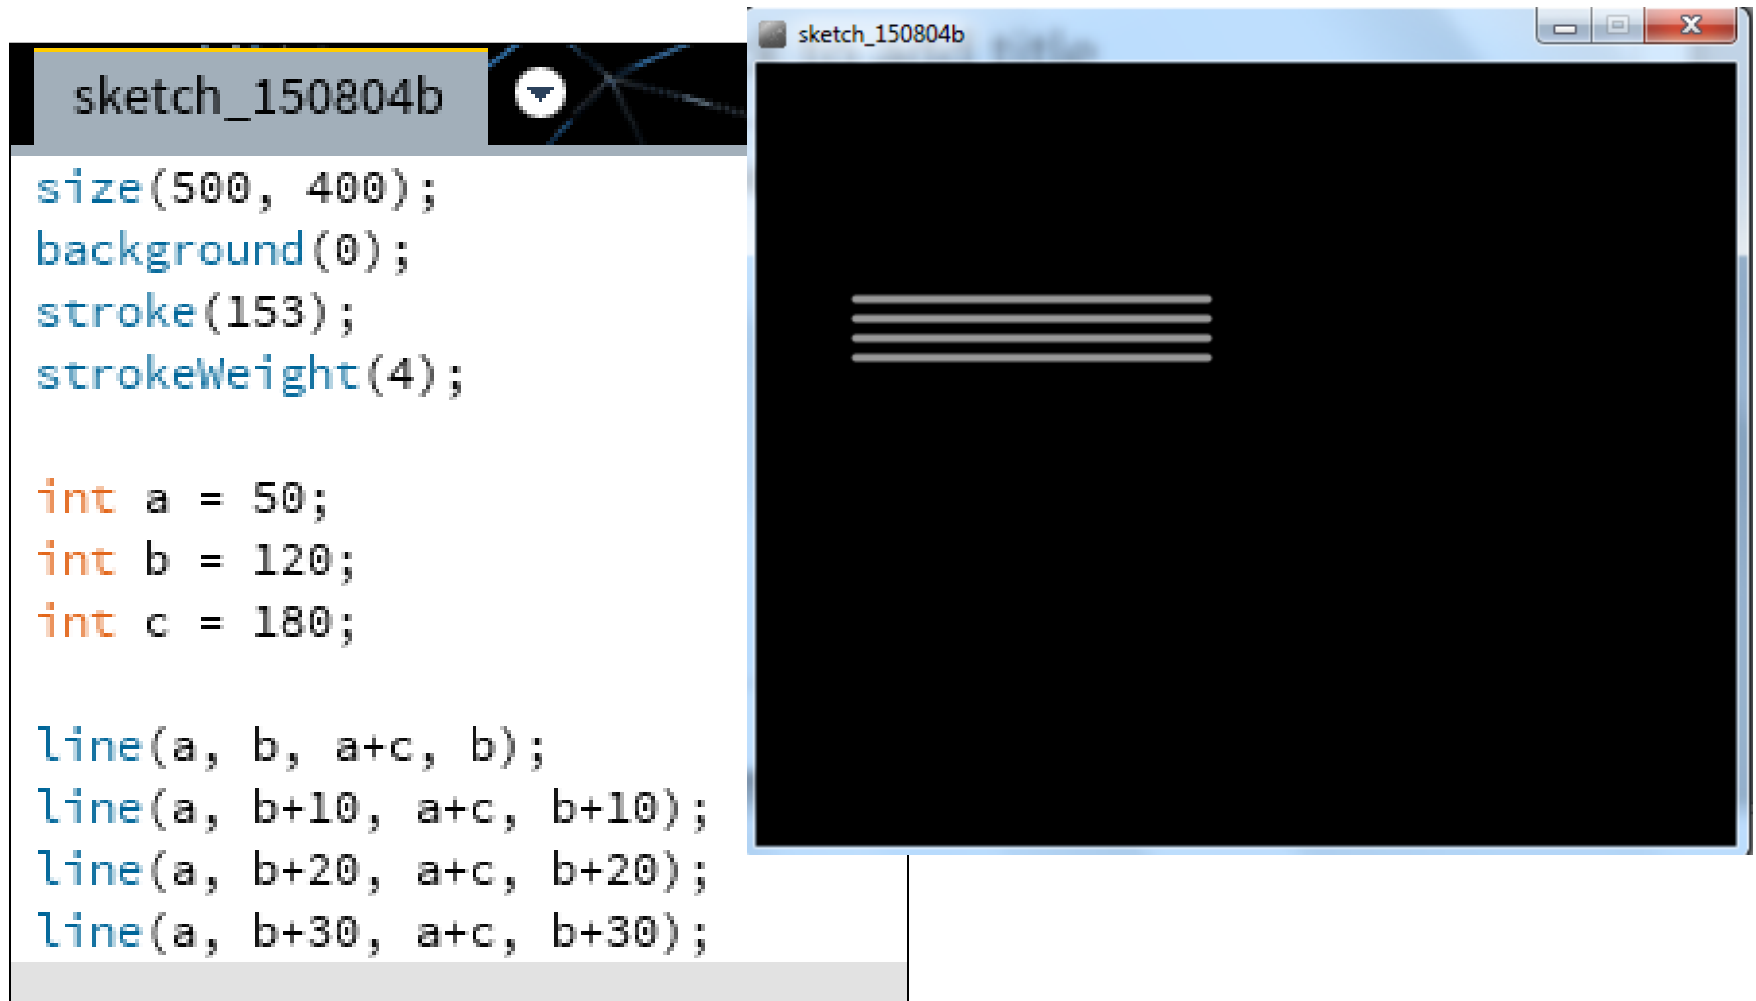 sketch_150804b
size(500, 400);
background(0);
stroke(153);
strokeWeight(4);
int a = 50;
int b = 120;
int c = 180;
line(a, b, a+c, b);
line(a, b+10, a+c, b+10);
line(a, b+20, a+c, b+20);
line(a, b+30, a+c, b+30);
sketch_150804b